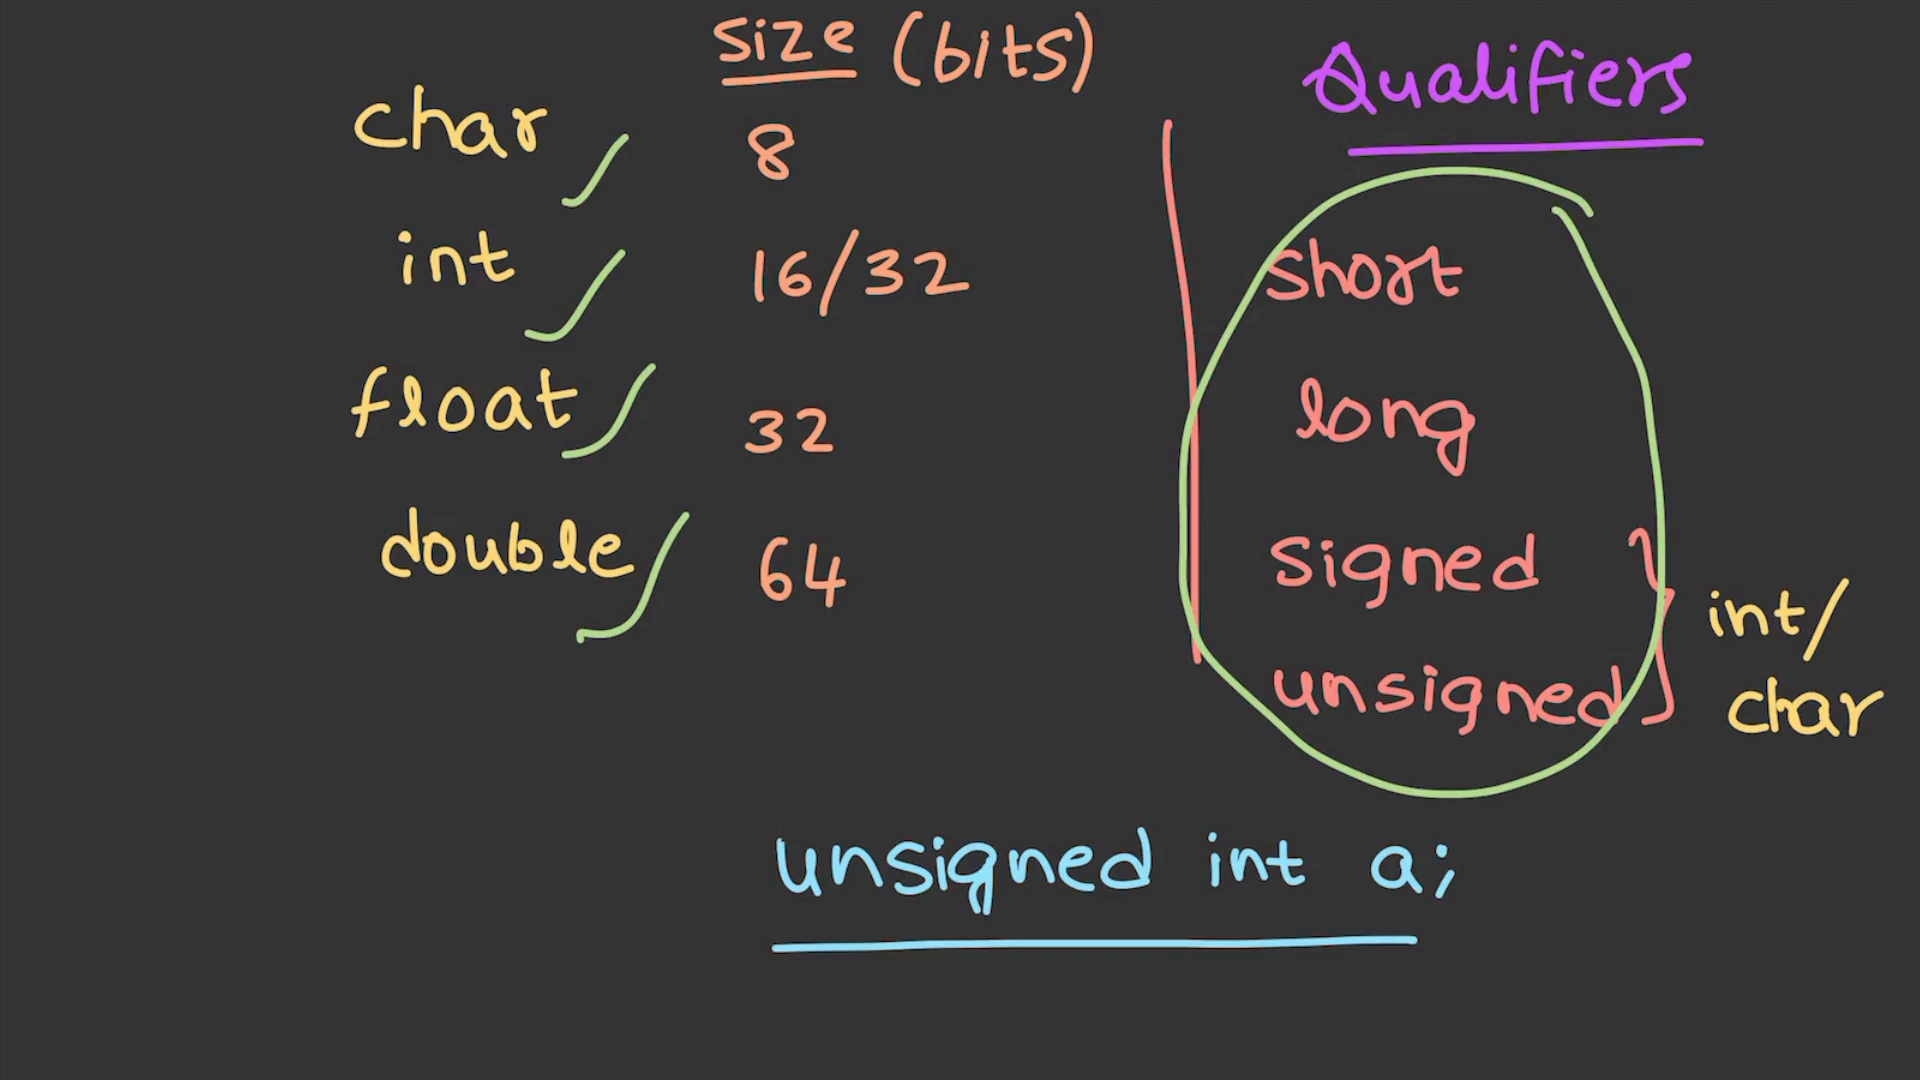 size (bits)
char 8
int 16/32
float 32
double 64
Qualifiers
short
long
signed
unsigned
int/
char
unsigned int a;